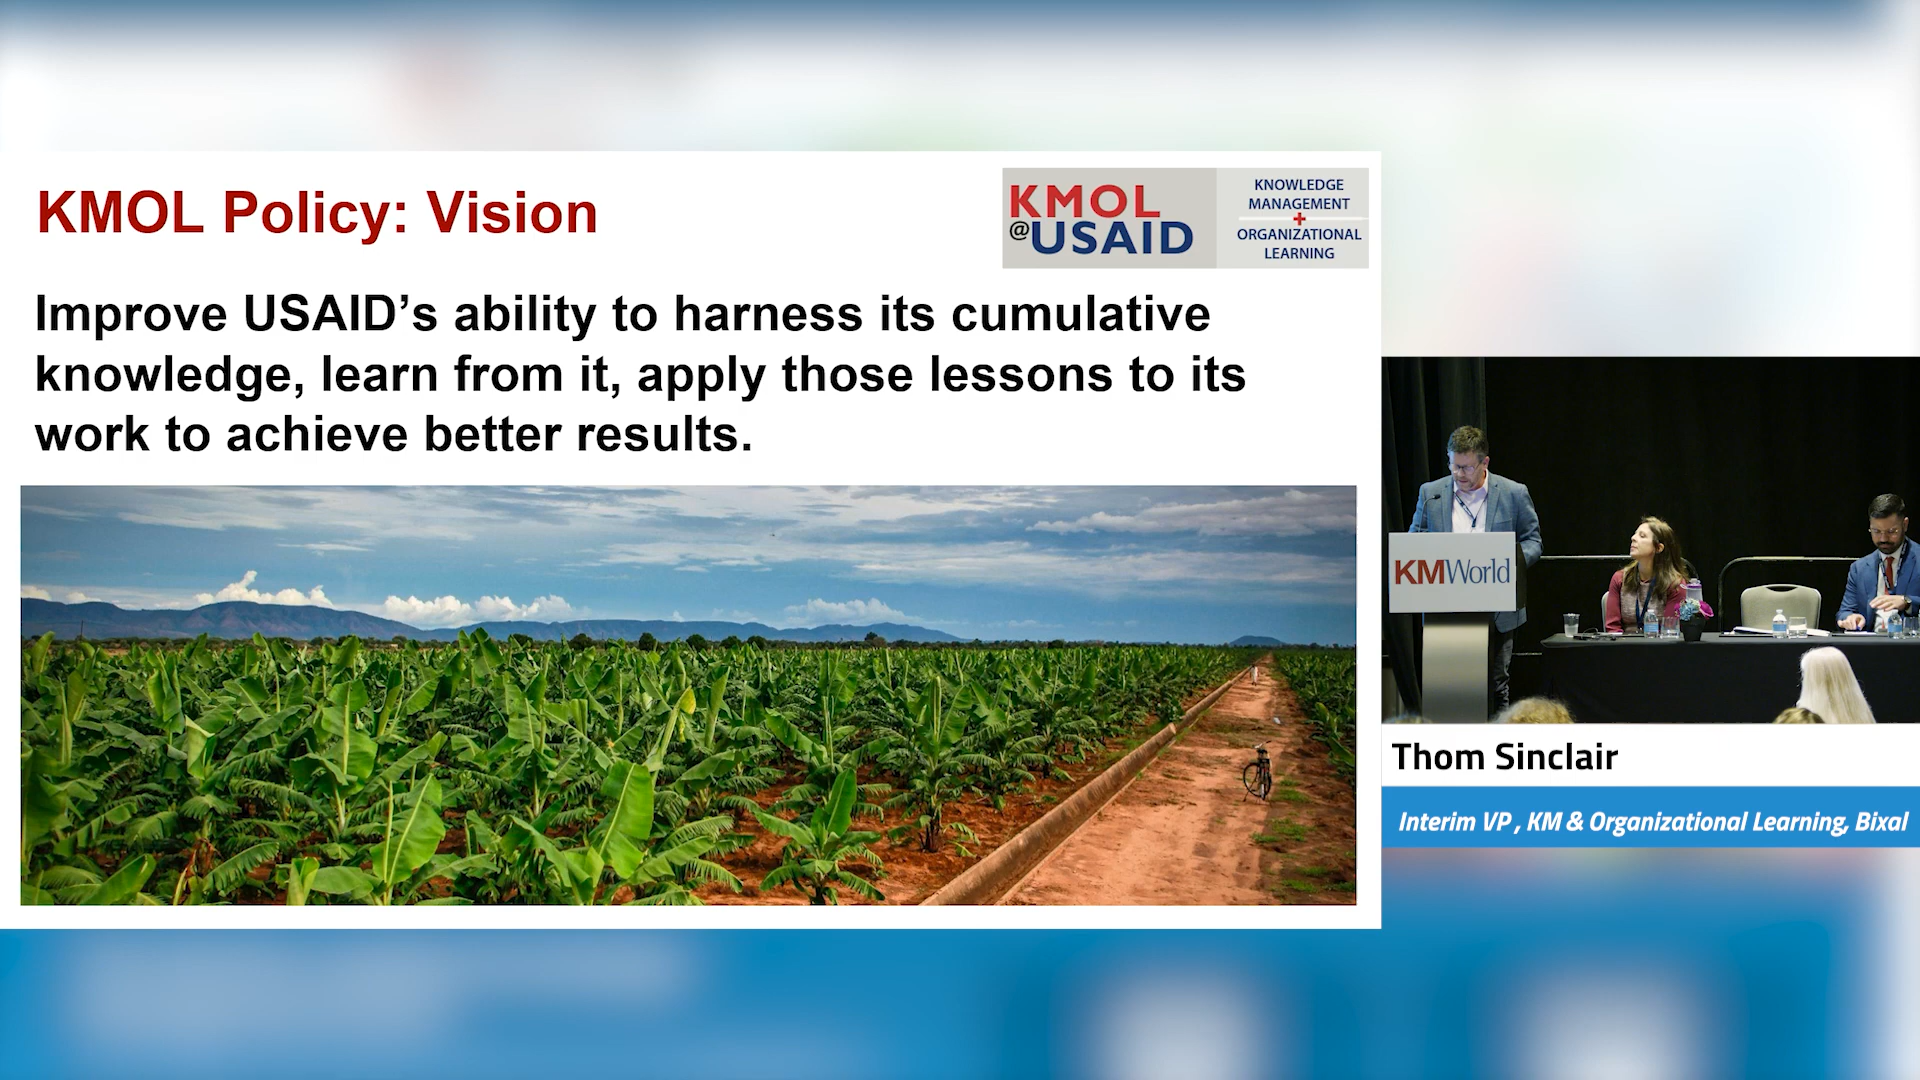 KMOL Policy: Vision
KMOL
@USAID
KNOWLEDGE
MANAGEMENT
+
ORGANIZATIONAL
LEARNING
Improve USAID’s ability to harness its cumulative
knowledge, learn from it, apply those lessons to its
work to achieve better results.
KMWorld
Thom Sinclair
Interim VP , KM & Organizational Learning, Bixal